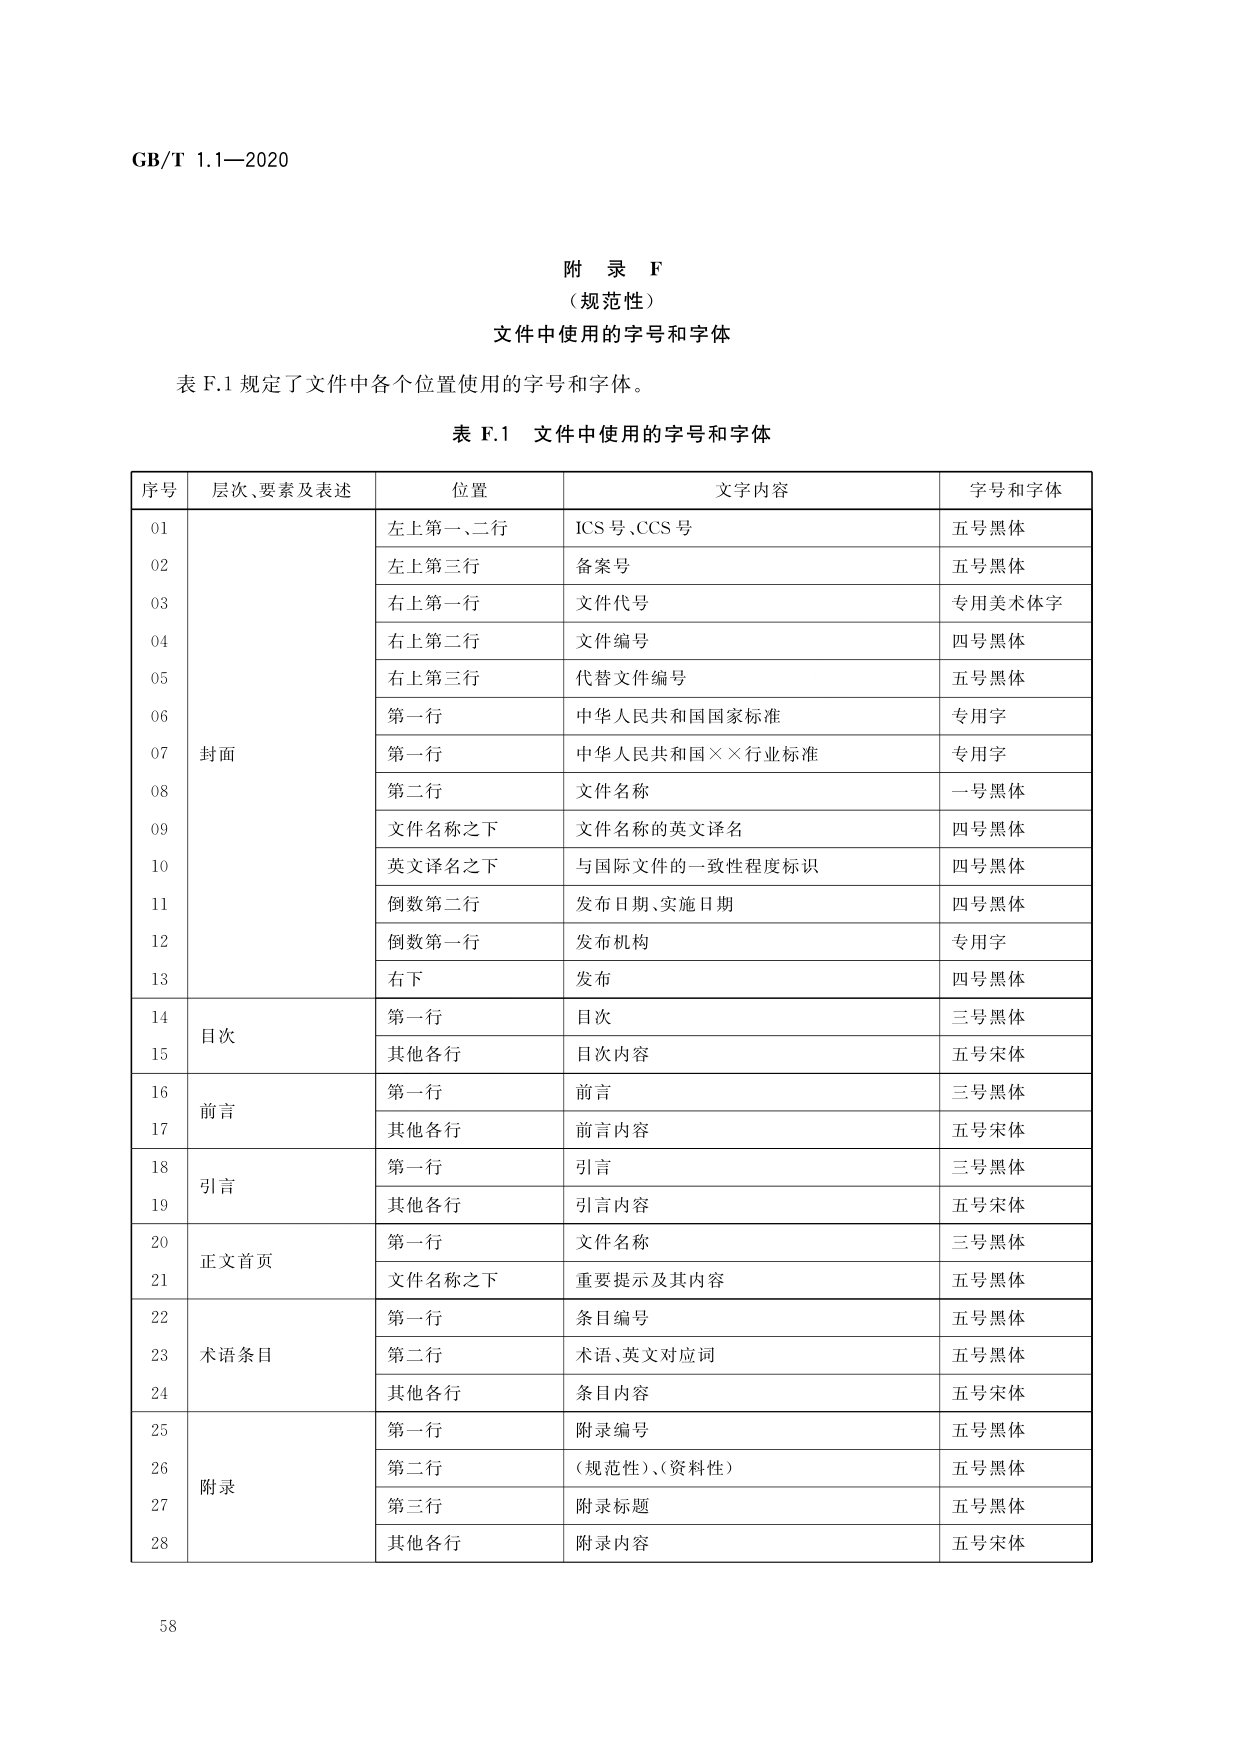 GB/T 1.1—2020
附 录 F
（规范性）
文件中使用的字号和字体
表 F.1 规定了文件中各个位置使用的字号和字体。
表 F.1 文件中使用的字号和字体
序号 层次、要素及表述 位置 文字内容 字号和字体
01 左上第一、二行 ICS 号、CCS 号 五号黑体
02 左上第三行 备案号 五号黑体
03 右上第一行 文件代号 专用美术体字
04 右上第二行 文件编号 四号黑体
05 右上第三行 代替文件编号 五号黑体
06 第一行 中华人民共和国国家标准 专用字
07 封面 第一行 中华人民共和国××行业标准 专用字
08 第二行 文件名称 一号黑体
09 文件名称之下 文件名称的英文译名 四号黑体
10 英文译名之下 与国际文件的一致性程度标识 四号黑体
11 倒数第二行 发布日期、实施日期 四号黑体
12 倒数第一行 发布机构 专用字
13 右下 发布 四号黑体
14 第一行 目次 三号黑体
目次
15 其他各行 目次内容 五号宋体
16 第一行 前言 三号黑体
前言
17 其他各行 前言内容 五号宋体
18 第一行 引言 三号黑体
引言
19 其他各行 引言内容 五号宋体
20 第一行 文件名称 三号黑体
正文首页
21 文件名称之下 重要提示及其内容 五号黑体
22 第一行 条目编号 五号黑体
23 术语条目 第二行 术语、英文对应词 五号黑体
24 其他各行 条目内容 五号宋体
25 第一行 附录编号 五号黑体
26 第二行 （规范性）、（资料性） 五号黑体
附录
27 第三行 附录标题 五号黑体
28 其他各行 附录内容 五号宋体
58